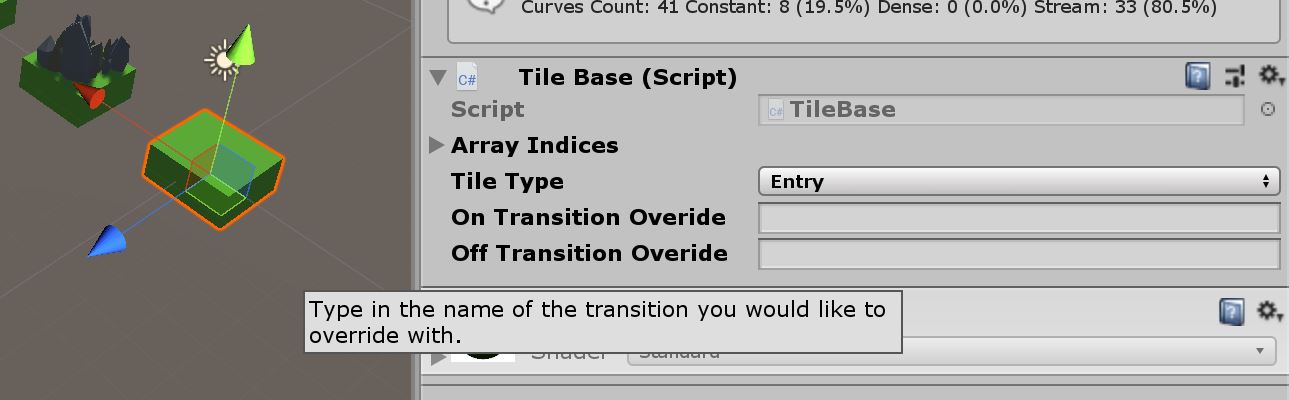 Curves Count: 41 Constant: 8 (19.5%) Dense: 0 (0.0%) Stream: 33 (80.5%)
C# Tile Base (Script)
Script C# TileBase
Array Indices
Tile Type Entry
On Transition Overide
Off Transition Overide
Type in the name of the transition you would like to
override with.
Shader Standard